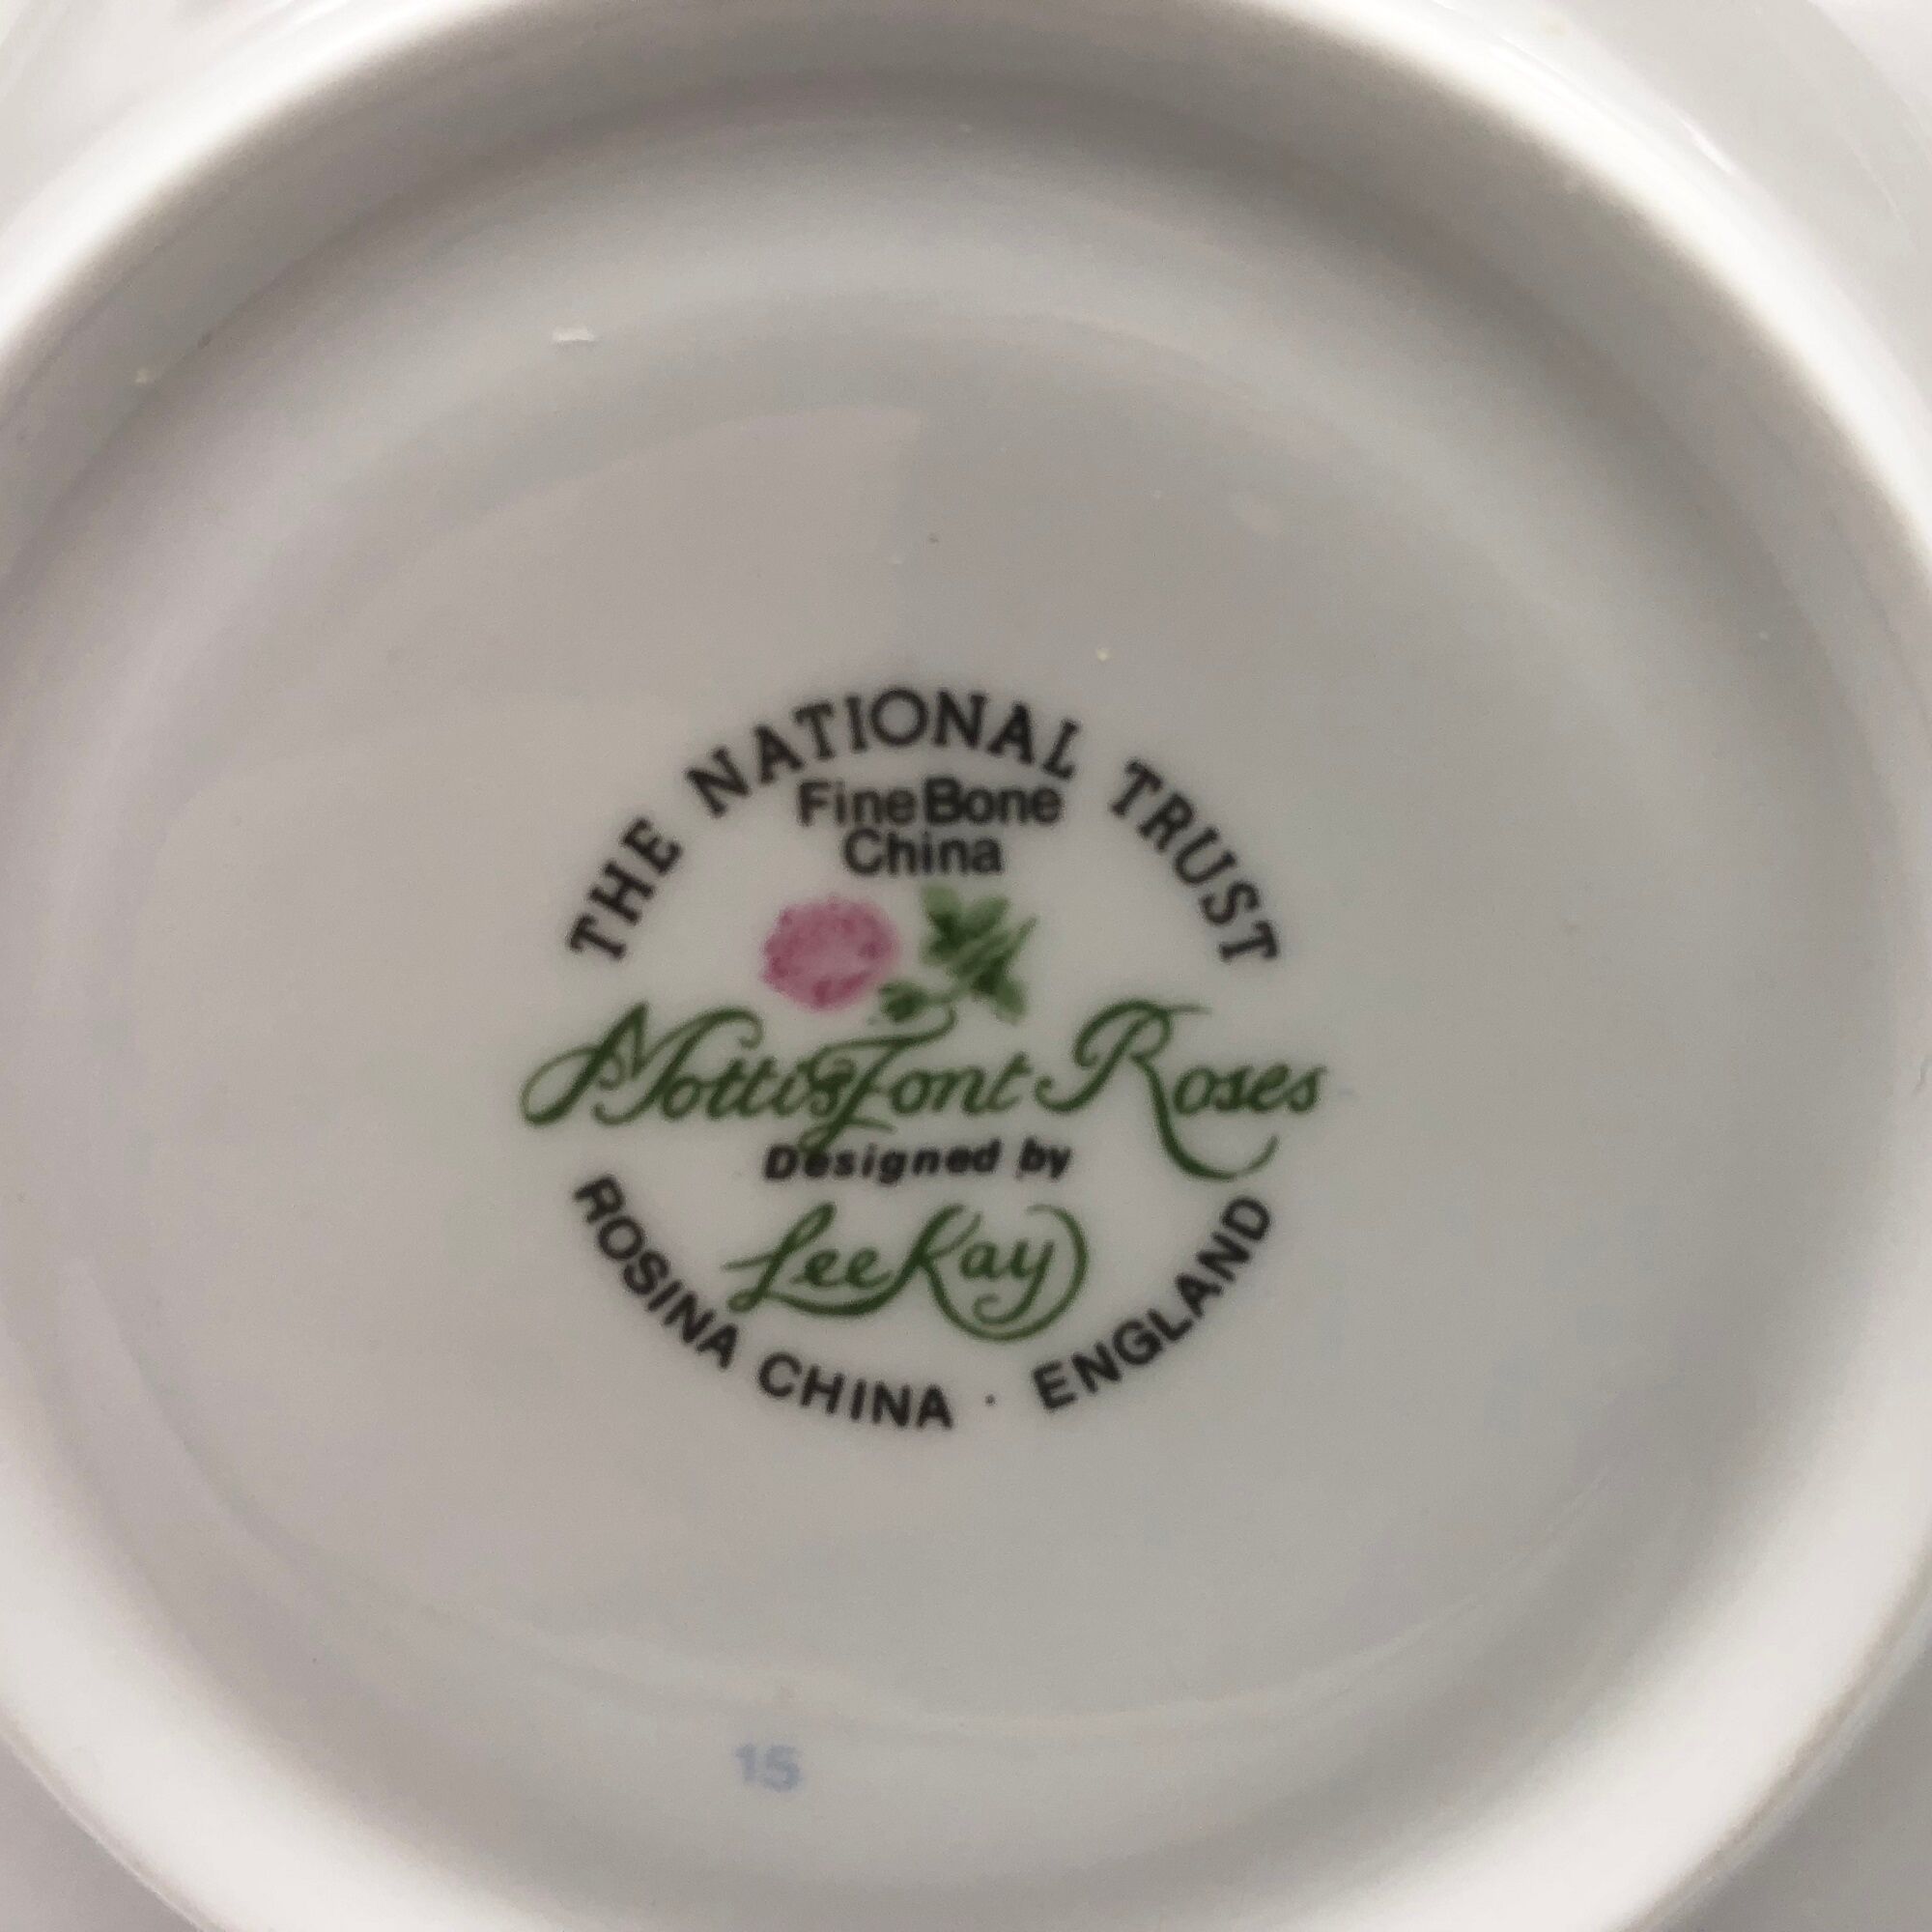 THE NATIONAL TRUST
Fine Bone
China
Mottisfont Roses
Designed by
Lee Kay
ROSINA CHINA · ENGLAND
15